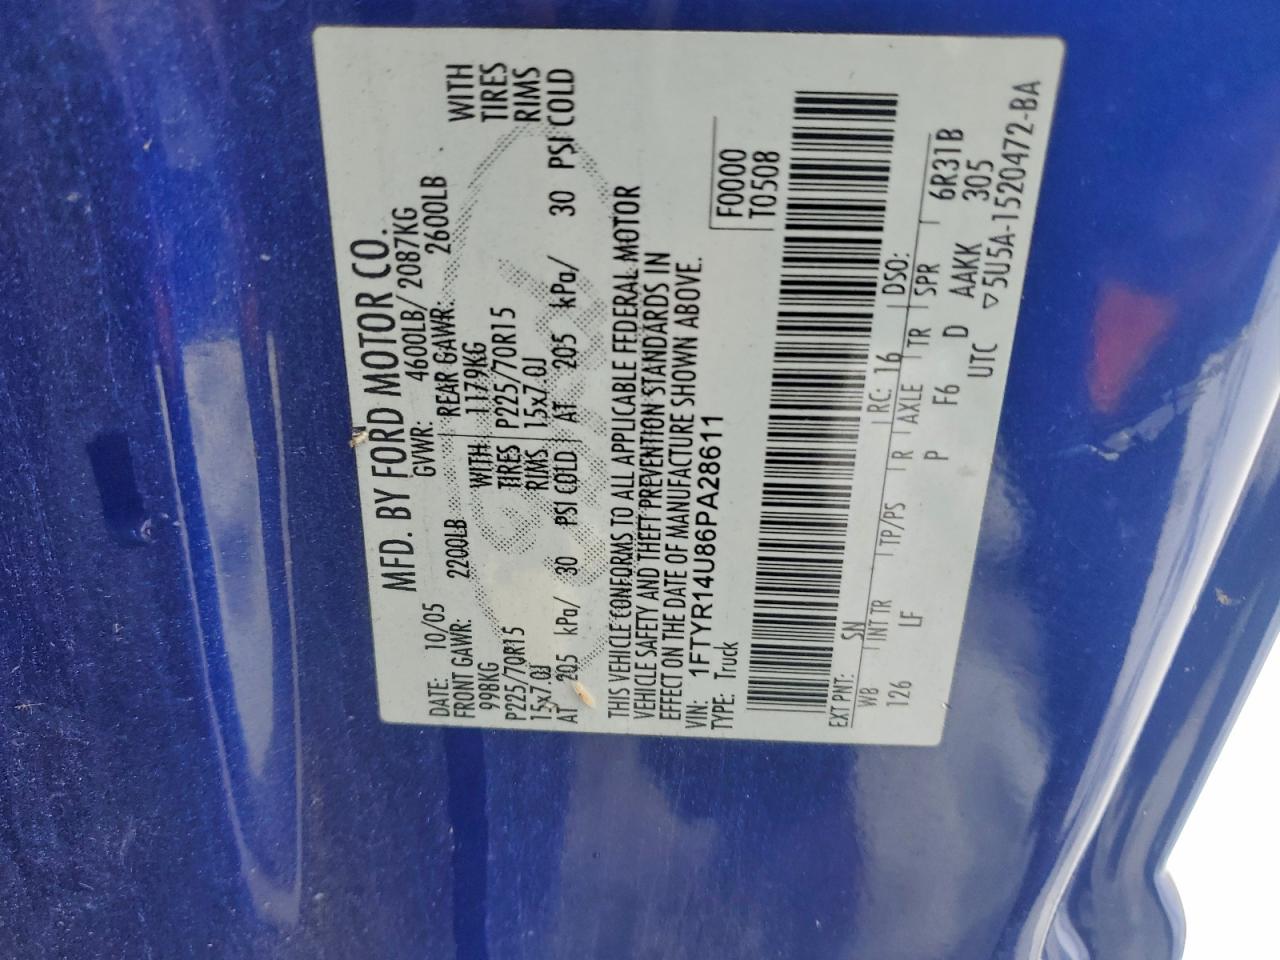 MFD. BY FORD MOTOR CO.
DATE: 10/05 GVWR: 4600LB/ 2087KG
FRONT GAWR: 2200LB REAR GAWR: 2600LB
998KG WITH 1179KG WITH
P225/70R15 TIRES P225/70R15 TIRES
15x7.0J RIMS 15x7.0J RIMS
AT 205 kPa/ 30 PSI COLD AT 205 kPa/ 30 PSI COLD
THIS VEHICLE CONFORMS TO ALL APPLICABLE FEDERAL MOTOR
VEHICLE SAFETY AND THEFT PREVENTION STANDARDS IN
EFFECT ON THE DATE OF MANUFACTURE SHOWN ABOVE.
VIN: 1FTYR14U86PA28611 F0000
TYPE: Truck T0508
EXT PNT: SN RC: 16 DSO:
WB INT TR TP/PS R AXLE TR SPR 6R31B
126 LF P F6 D AAKK 305
UTC ▽5U5A-1520472-BA